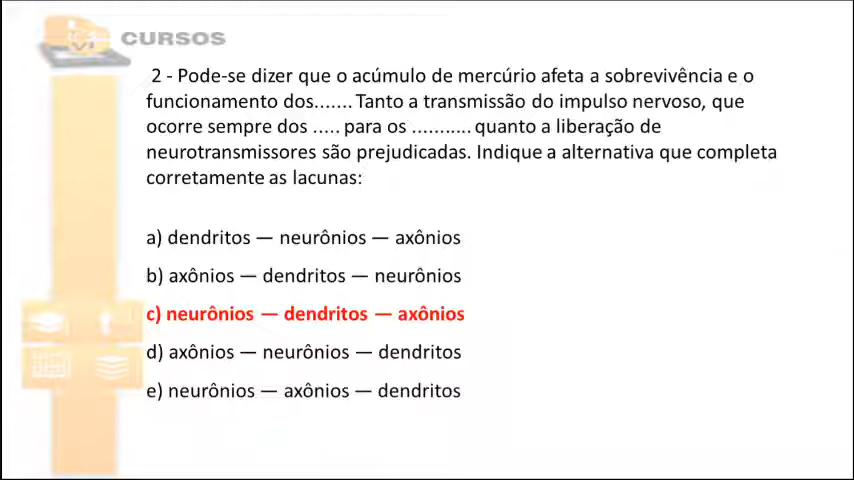 CURSOS
2 - Pode-se dizer que o acúmulo de mercúrio afeta a sobrevivência e o
funcionamento dos....... Tanto a transmissão do impulso nervoso, que
ocorre sempre dos ..... para os ........... quanto a liberação de
neurotransmissores são prejudicadas. Indique a alternativa que completa
corretamente as lacunas:
a) dendritos — neurônios — axônios
b) axônios — dendritos — neurônios
c) neurônios — dendritos — axônios
d) axônios — neurônios — dendritos
e) neurônios — axônios — dendritos